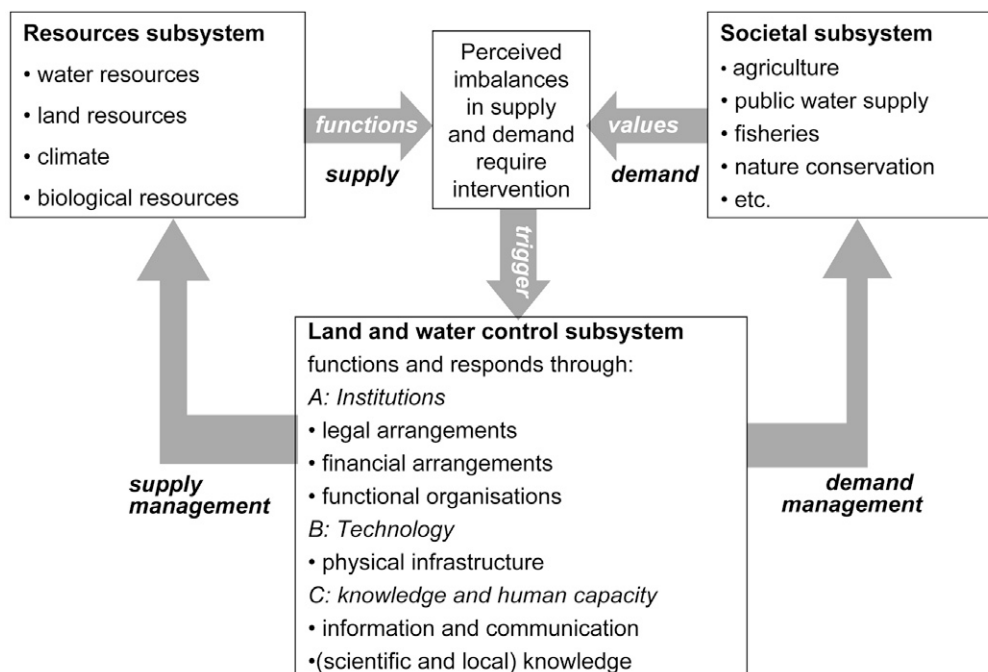 Resources subsystem
• water resources
• land resources
• climate
• biological resources
functions
supply
Perceived
imbalances
in supply
and demand
require
intervention
values
demand
Societal subsystem
• agriculture
• public water supply
• fisheries
• nature conservation
• etc.
trigger
Land and water control subsystem
functions and responds through:
A: Institutions
• legal arrangements
• financial arrangements
• functional organisations
B: Technology
• physical infrastructure
C: knowledge and human capacity
• information and communication
•(scientific and local) knowledge
supply
management
demand
management